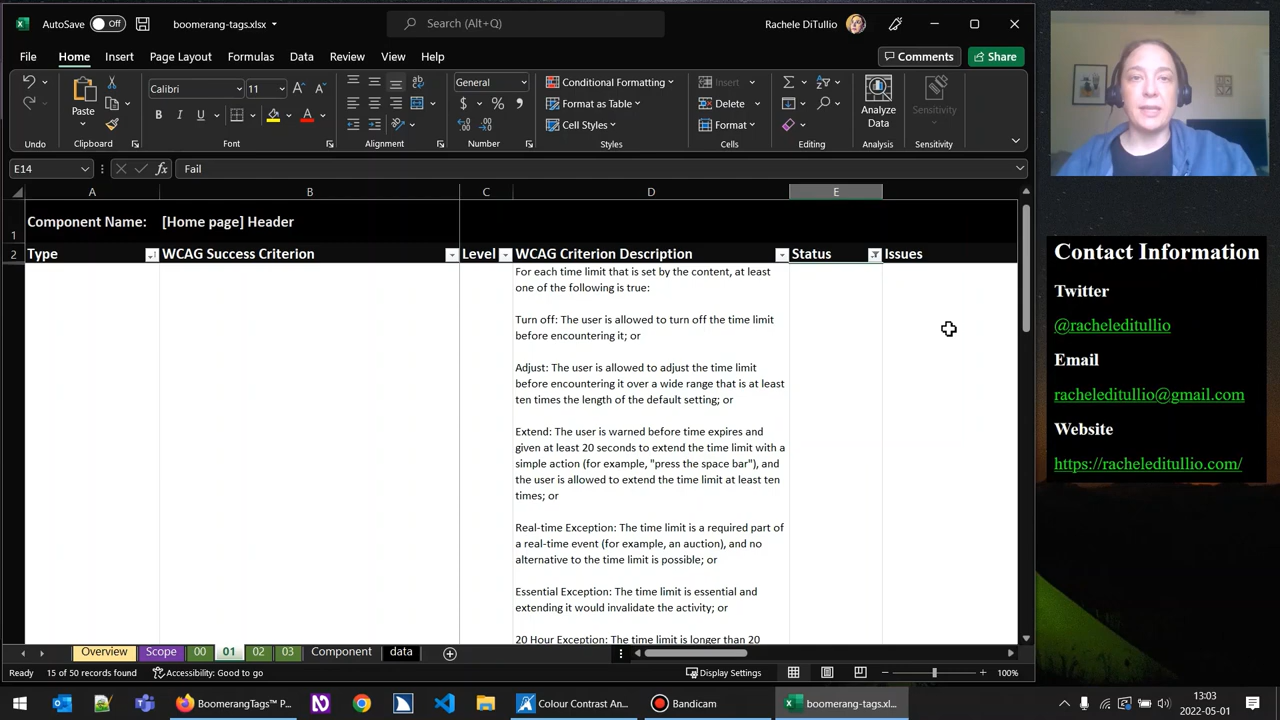 AutoSave
Off
boomerang-tags.xlsx
Search (Alt+Q)
Rachele DiTullio
File
Home
Insert
Page Layout
Formulas
Data
Review
View
Help
Comments
Share
Undo
Paste
Clipboard
Calibri
11
B I U
Font
Alignment
General
$ % 9
Number
Conditional Formatting
Format as Table
Cell Styles
Styles
Insert
Delete
Format
Cells
Editing
Analyze
Data
Analysis
Sensitivity
Sensitivity
E14
fx
Fail
A B C D E
1
Component Name: [Home page] Header
2
Type
WCAG Success Criterion
Level
WCAG Criterion Description
Status
Issues
For each time limit that is set by the content, at least
one of the following is true:
Turn off: The user is allowed to turn off the time limit
before encountering it; or
Adjust: The user is allowed to adjust the time limit
before encountering it over a wide range that is at least
ten times the length of the default setting; or
Extend: The user is warned before time expires and
given at least 20 seconds to extend the time limit with a
simple action (for example, "press the space bar"), and
the user is allowed to extend the time limit at least ten
times; or
Real-time Exception: The time limit is a required part of
a real-time event (for example, an auction), and no
alternative to the time limit is possible; or
Essential Exception: The time limit is essential and
extending it would invalidate the activity; or
20 Hour Exception: The time limit is longer than 20
Overview
Scope
00
01
02
03
Component
data
Ready
15 of 50 records found
Accessibility: Good to go
Display Settings
100%
BoomerangTags™ P...
Colour Contrast An...
Bandicam
boomerang-tags.xl...
13:03
2022-05-01
Contact Information
Twitter
@racheleditullio
Email
racheleditullio@gmail.com
Website
https://racheleditullio.com/